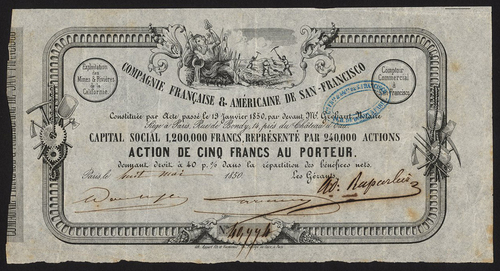 COMPAGNIE FRANÇAISE & AMÉRICAINE DE SAN-FRANCISCO
Exploitation
des
Mines & Rivières
de la
Californie
Comptoir
Commercial
à
San Francisco
Constituée par Acte passé le 19 Janvier 1850, par devant Mᵉ Notaire
Siège à Paris, Rue de Bondy, près du Château d'eau.
CAPITAL SOCIAL 1,200,000 FRANCS, REPRÉSENTÉ PAR 240,000 ACTIONS
ACTION DE CINQ FRANCS AU PORTEUR.
donnant droit à 40 p.% dans la répartition des bénéfices nets.
Paris, le huit Mai 1850 Les Gérants,
Nº